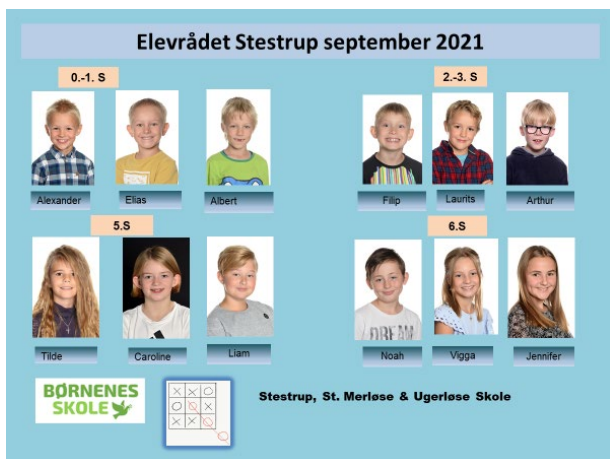 Elevrådet Stestrup september 2021
0.-1. S
2.-3. S
Alexander
Elias
Albert
Filip
Laurits
Arthur
5.S
6.S
DREAM
Tilde
Caroline
Liam
Noah
Vigga
Jennifer
BØRNENES
SKOLE
Stestrup, St. Merløse & Ugerløse Skole